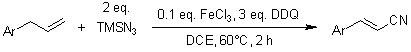 Ar + 2 eq. TMSN3 0.1 eq. FeCl3, 3 eq. DDQ Ar CN
DCE, 60°C, 2 h